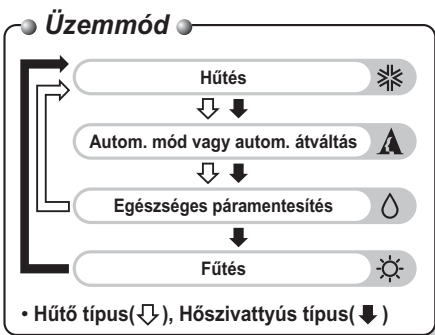 Üzemmód
Hűtés
Autom. mód vagy autom. átváltás
Egészséges páramentesítés
Fűtés
• Hűtő típus( ), Hőszivattyús típus( )